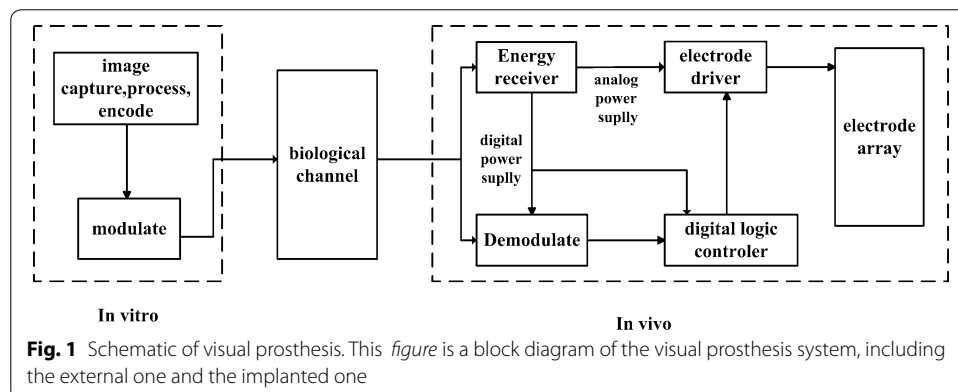 image
capture,process,
encode
modulate
In vitro
biological
channel
Energy
receiver
analog
power
suplly
digital
power
suplly
Demodulate
electrode
driver
digital logic
controler
electrode
array
In vivo
Fig. 1 Schematic of visual prosthesis. This figure is a block diagram of the visual prosthesis system, including
the external one and the implanted one